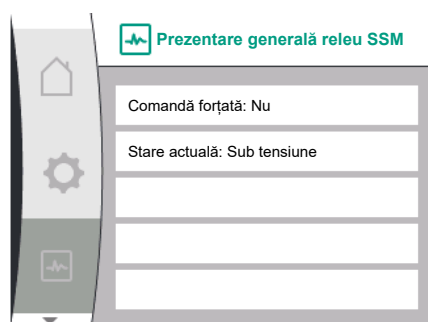 Prezentare generală releu SSM
Comandă forțată: Nu
Stare actuală: Sub tensiune